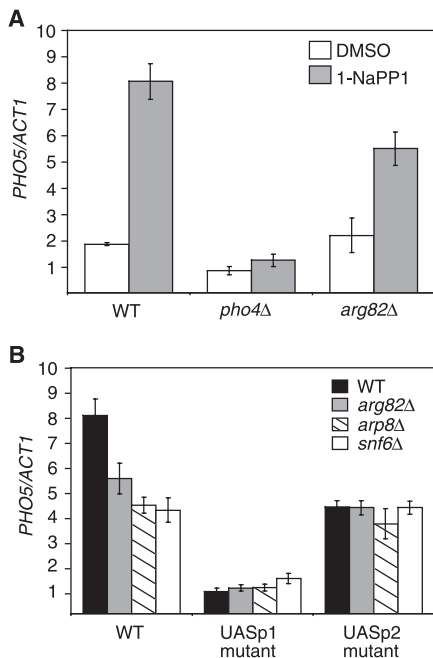 A
10
9
8
7
6
5
4
3
2
1
PHO5/ACT1
DMSO
1-NaPP1
WT
pho4Δ
arg82Δ
B
10
9
8
7
6
5
4
3
2
1
PHO5/ACT1
WT
arg82Δ
arp8Δ
snf6Δ
WT
UASp1
mutant
UASp2
mutant